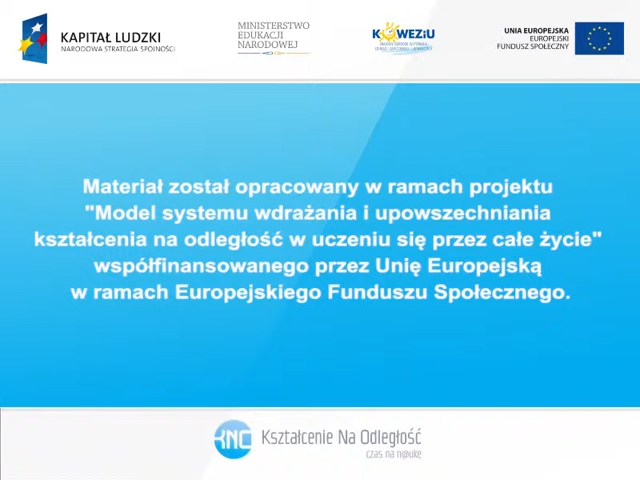 KAPITAŁ LUDZKI
NARODOWA STRATEGIA SPÓJNOŚCI
MINISTERSTWO
EDUKACJI
NARODOWEJ
KOWEZiU
UNIA EUROPEJSKA
EUROPEJSKI
FUNDUSZ SPOŁECZNY
Materiał został opracowany w ramach projektu
"Model systemu wdrażania i upowszechniania
kształcenia na odległość w uczeniu się przez całe życie"
współfinansowanego przez Unię Europejską
w ramach Europejskiego Funduszu Społecznego.
KNO Kształcenie Na Odległość
czas na n@ukę